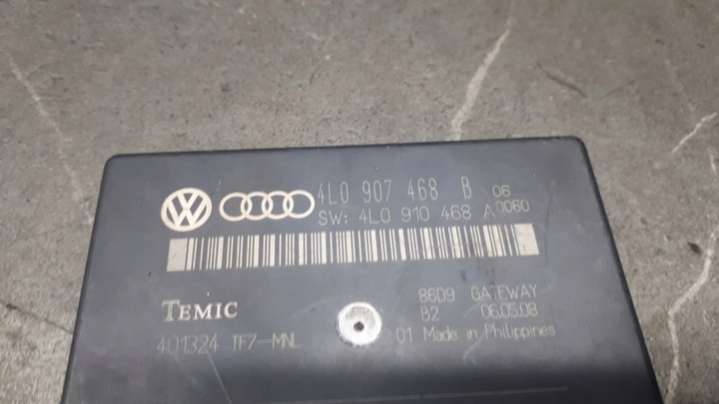 4L0 907 468 B 06
SW: 4L0 910 468 A 0060
TEMIC
8609 GATEWAY
B2 06.05.08
401324 TF7-MNL 01 Made in Philippines